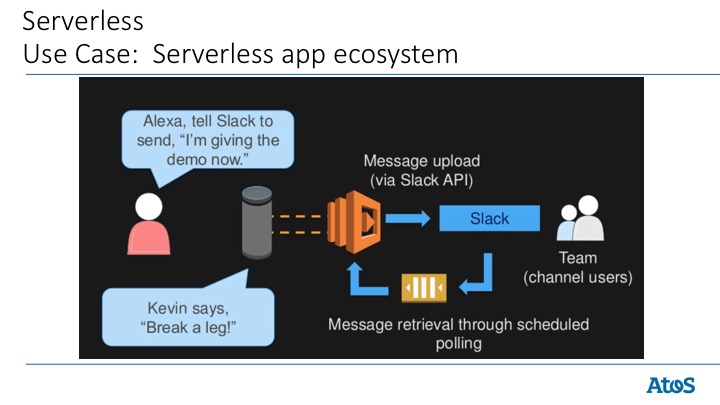 Serverless
Use Case:  Serverless app ecosystem
Alexa, tell Slack to
send, “I’m giving the
demo now.”
Message upload
(via Slack API)
Slack
Team
(channel users)
Kevin says,
“Break a leg!”
Message retrieval through scheduled
polling
Atos